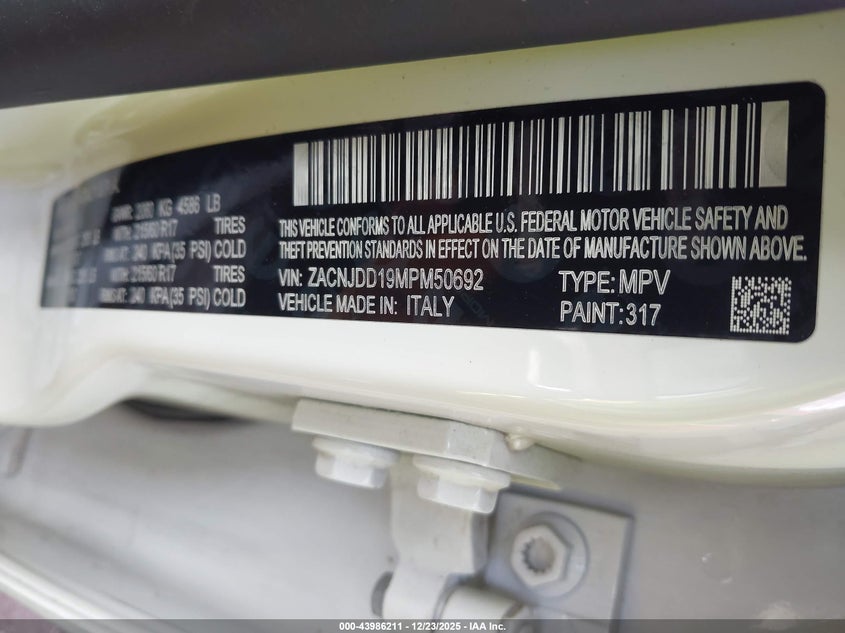 KG 4586 LB
215/60 R17 TIRES
240 KPA (35 PSI) COLD
215/60 R17 TIRES
240 KPA (35 PSI) COLD
THIS VEHICLE CONFORMS TO ALL APPLICABLE U.S. FEDERAL MOTOR VEHICLE SAFETY AND
THEFT PREVENTION STANDARDS IN EFFECT ON THE DATE OF MANUFACTURE SHOWN ABOVE.
VIN: ZACNJDD19MPM50692 TYPE: MPV
VEHICLE MADE IN: ITALY PAINT: 317
000-43986211 - 12/23/2025 - IAA Inc.